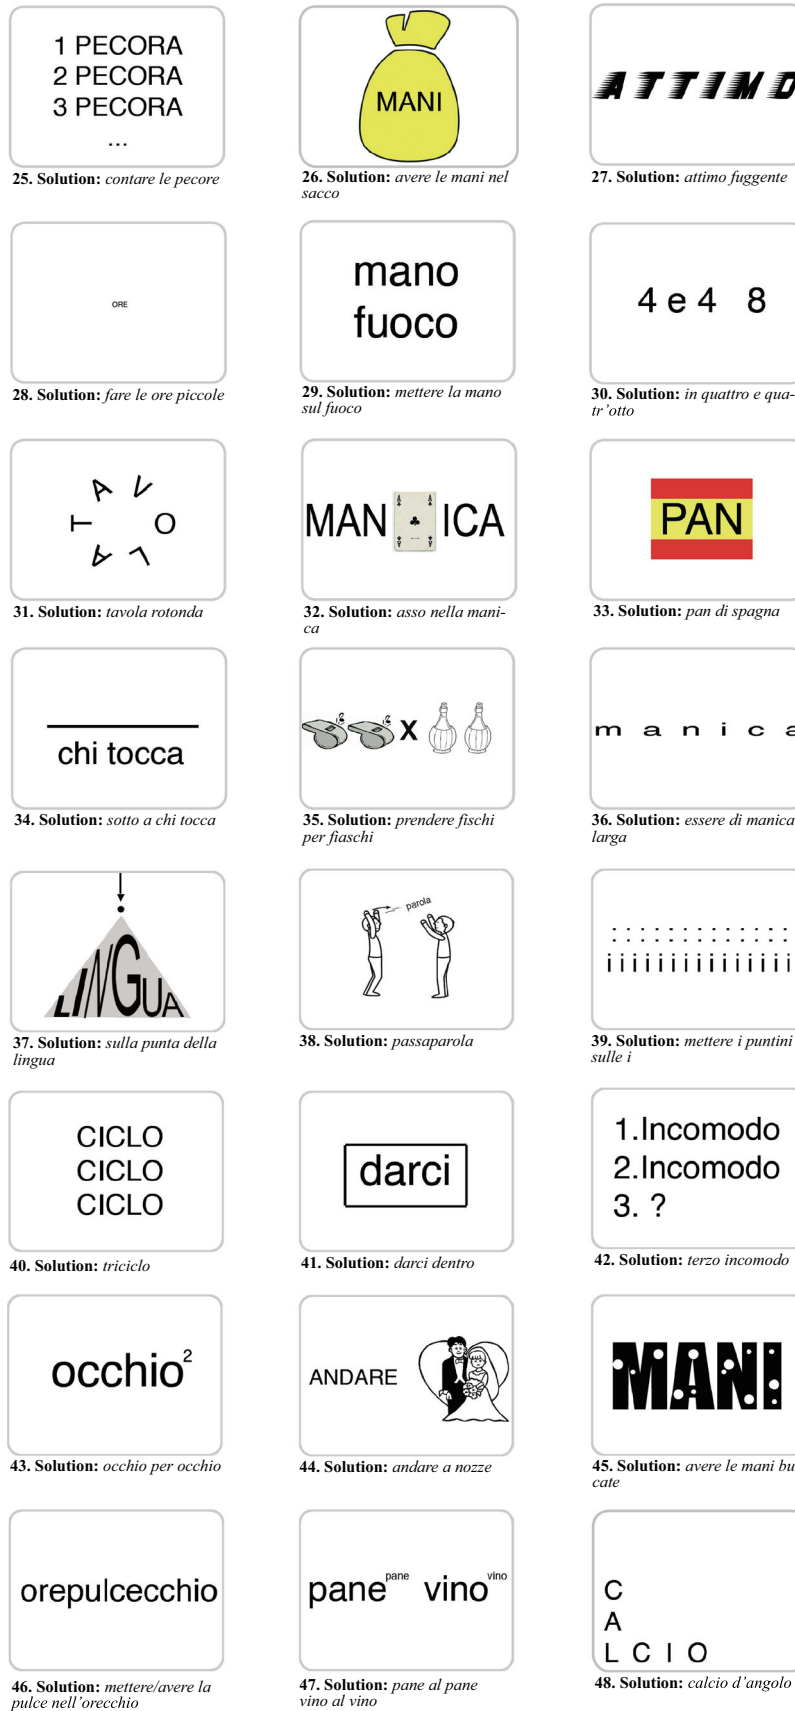 1 PECORA
2 PECORA
3 PECORA
...
25. Solution: contare le pecore
MANI
26. Solution: avere le mani nel
sacco
ATTIMO
27. Solution: attimo fuggente
ORE
28. Solution: fare le ore piccole
mano
fuoco
29. Solution: mettere la mano
sul fuoco
4 e 4 8
30. Solution: in quattro e qua-
tr’otto
TAVOLA
31. Solution: tavola rotonda
MAN A A ICA
32. Solution: asso nella mani-
ca
PAN
33. Solution: pan di spagna
chi tocca
34. Solution: sotto a chi tocca
X
35. Solution: prendere fischi
per fiaschi
m a n i c a
36. Solution: essere di manica
larga
LINGUA
37. Solution: sulla punta della
lingua
parola
38. Solution: passaparola
: : : : : : : : : : : : :
i i i i i i i i i i i i i i i i
39. Solution: mettere i puntini
sulle i
CICLO
CICLO
CICLO
40. Solution: triciclo
darci
41. Solution: darci dentro
1.Incomodo
2.Incomodo
3. ?
42. Solution: terzo incomodo
occhio²
43. Solution: occhio per occhio
ANDARE
44. Solution: andare a nozze
MANI
45. Solution: avere le mani bu
cate
orepulcecchio
46. Solution: mettere/avere la
pulce nell’orecchio
pane pane vino vino
47. Solution: pane al pane
vino al vino
C
A
L C I O
48. Solution: calcio d’angolo